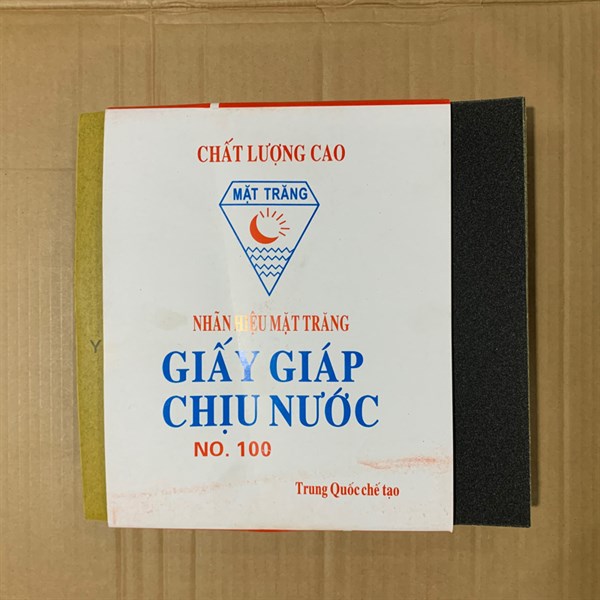 CHẤT LƯỢNG CAO
MẶT TRĂNG
NHÃN HIỆU MẶT TRĂNG
GIẤY GIÁP
CHỊU NƯỚC
NO. 100
Trung Quốc chế tạo
Y